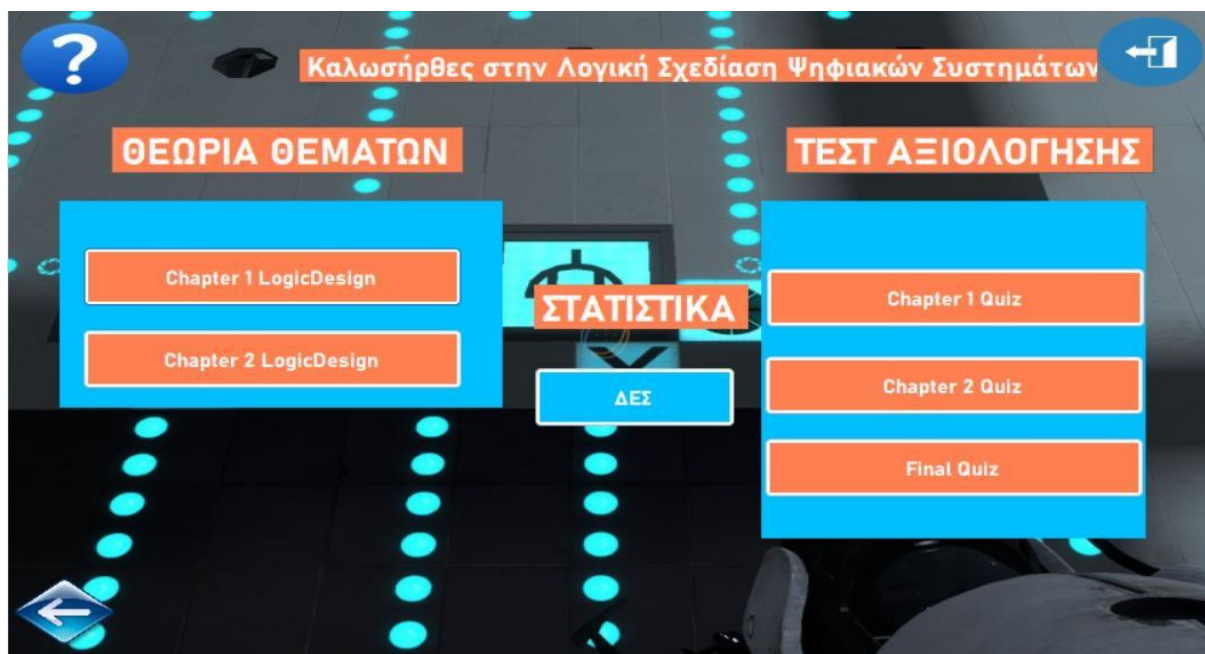 ?
Καλωσήρθες στην Λογική Σχεδίαση Ψηφιακών Συστημάτων
ΘΕΩΡΙΑ ΘΕΜΑΤΩΝ
Chapter 1 LogicDesign
Chapter 2 LogicDesign
ΣΤΑΤΙΣΤΙΚΑ
ΔΕΣ
ΤΕΣΤ ΑΞΙΟΛΟΓΗΣΗΣ
Chapter 1 Quiz
Chapter 2 Quiz
Final Quiz